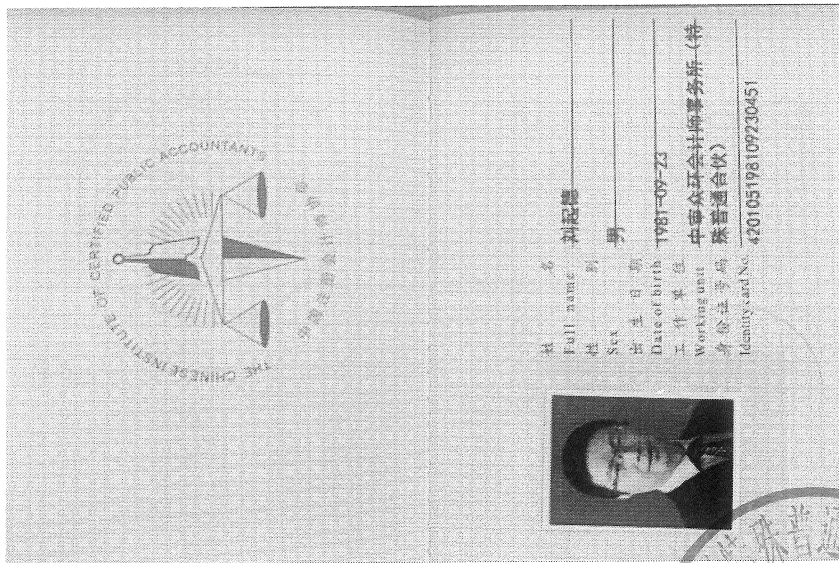 THE CHINESE INSTITUTE OF CERTIFIED PUBLIC ACCOUNTANTS
中国注册会计师协会
姓 名
Full name 刘起德
性 别
Sex 男
出 生 日 期
Date of birth 1981-09-23
工 作 单 位
Working unit 中审众环会计师事务所（特
殊普通合伙）
身份证号码
Identity card No. 420105198109230451
殊普通